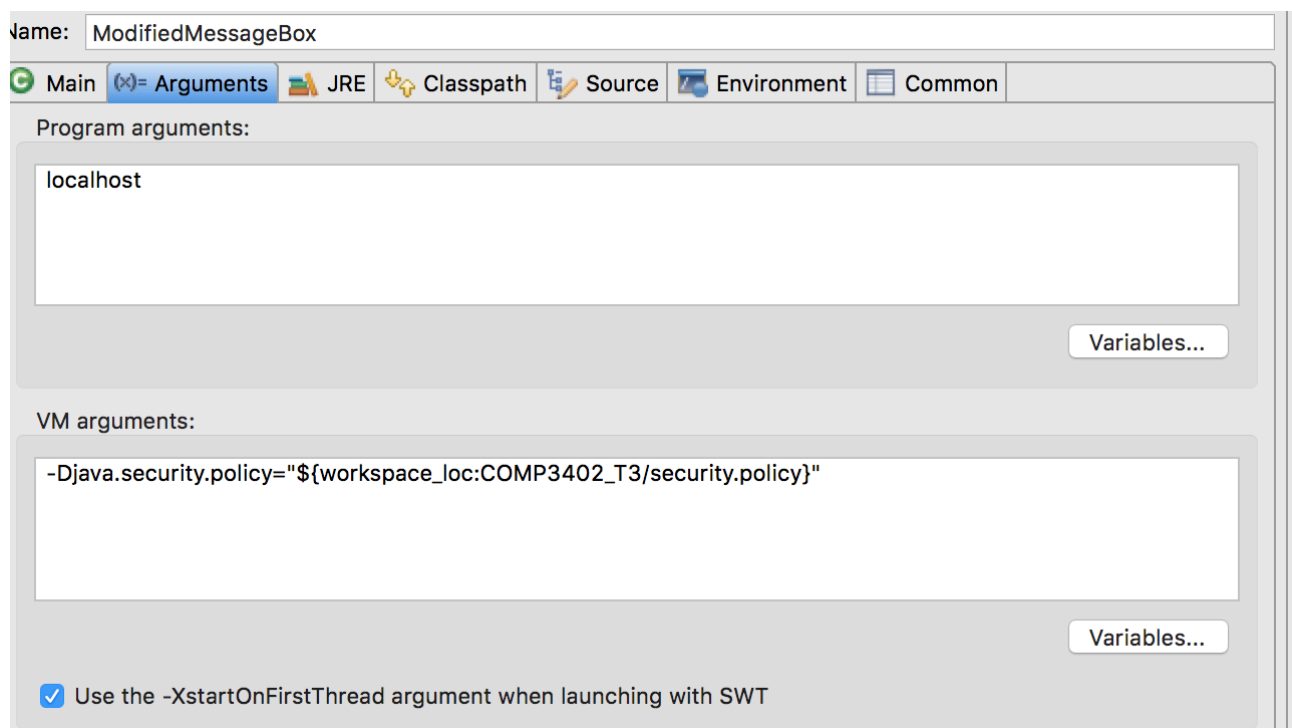 Name: ModifiedMessageBox
Main (x)= Arguments JRE Classpath Source Environment Common
Program arguments:
localhost
Variables...
VM arguments:
-Djava.security.policy="${workspace_loc:COMP3402_T3/security.policy}"
Variables...
Use the -XstartOnFirstThread argument when launching with SWT